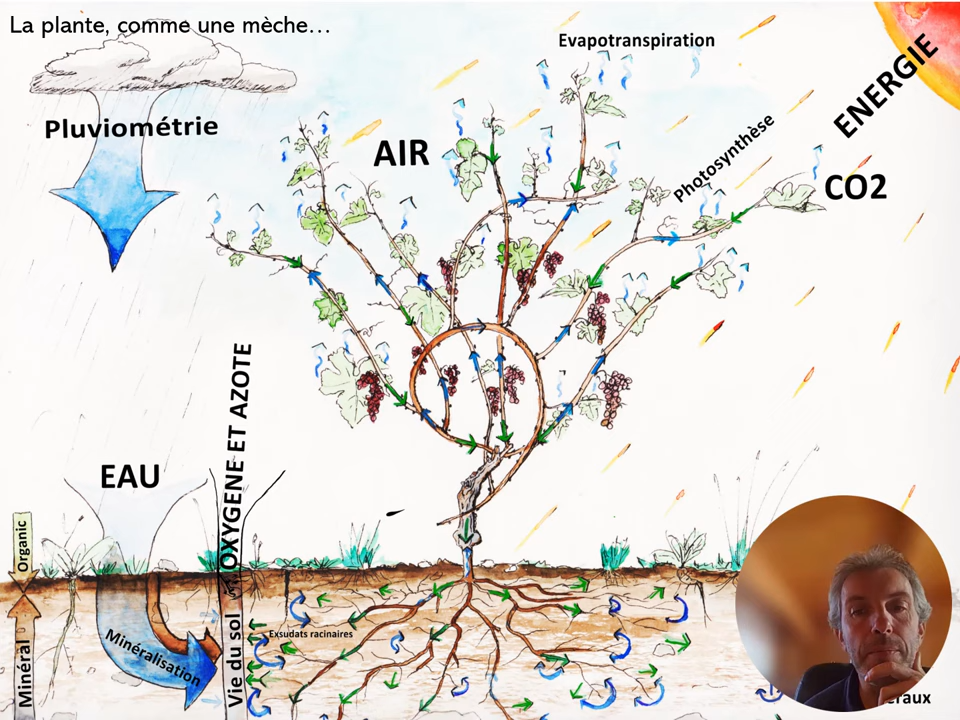 La plante, comme une mèche...
Evapotranspiration
ENERGIE
Pluviométrie
AIR
Photosynthèse
CO2
OXYGENE ET AZOTE
EAU
Organic
Minéral
Minéralisation
Vie du sol
Exsudats racinaires